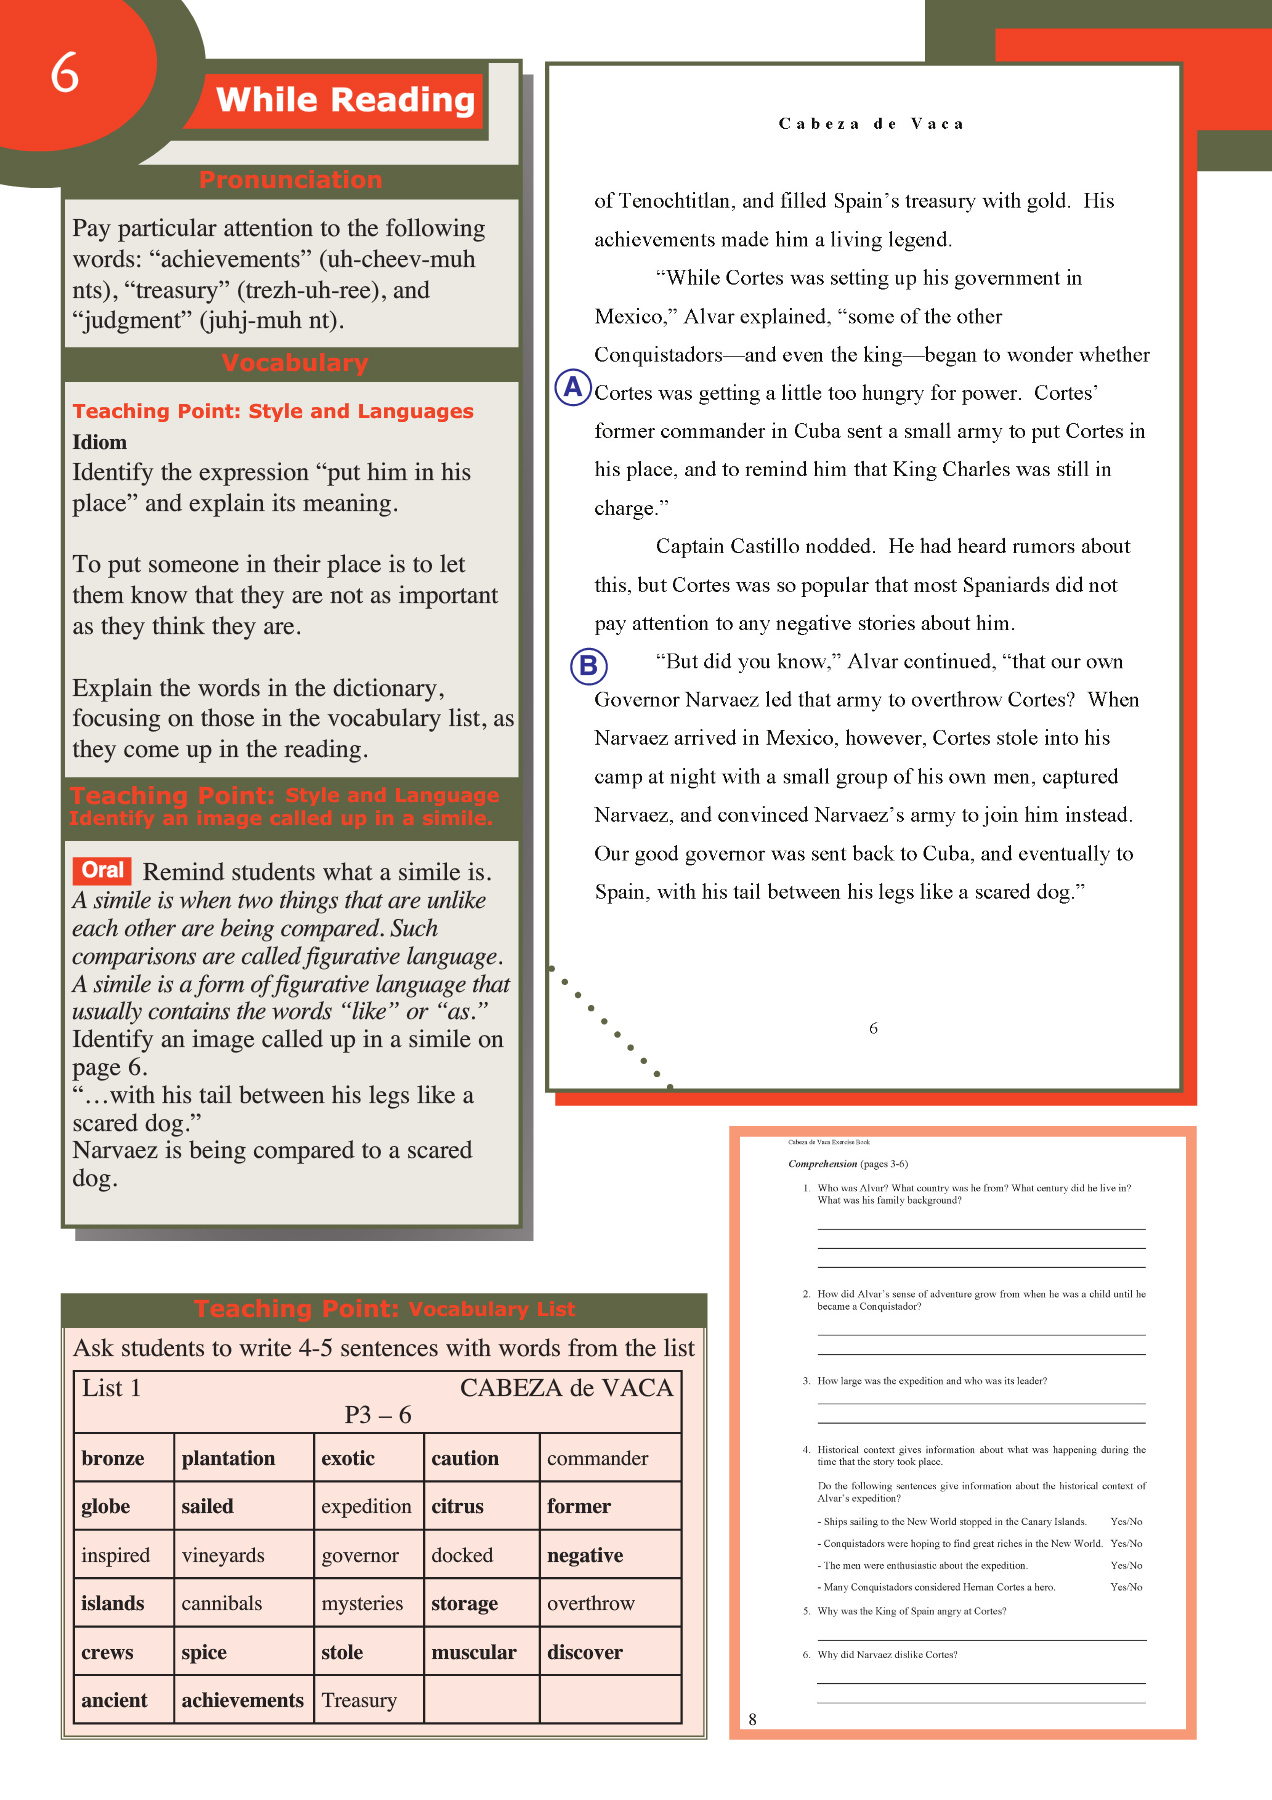 6
While Reading
Pronunciation
Pay particular attention to the following
words: “achievements” (uh-cheev-muh
nts), “treasury” (trezh-uh-ree), and
“judgment” (juhj-muh nt).
Vocabulary
Teaching Point: Style and Languages
Idiom
Identify the expression “put him in his
place” and explain its meaning.
To put someone in their place is to let
them know that they are not as important
as they think they are.
Explain the words in the dictionary,
focusing on those in the vocabulary list, as
they come up in the reading.
Teaching Point: Style and Language
Identify an image called up in a simile.
Oral Remind students what a simile is.
A simile is when two things that are unlike
each other are being compared. Such
comparisons are called figurative language.
A simile is a form of figurative language that
usually contains the words “like” or “as.”
Identify an image called up in a simile on
page 6.
“…with his tail between his legs like a
scared dog.”
Narvaez is being compared to a scared
dog.
Cabeza de Vaca
of Tenochtitlan, and filled Spain’s treasury with gold. His
achievements made him a living legend.
“While Cortes was setting up his government in
Mexico,” Alvar explained, “some of the other
Conquistadors—and even the king—began to wonder whether
A Cortes was getting a little too hungry for power. Cortes’
former commander in Cuba sent a small army to put Cortes in
his place, and to remind him that King Charles was still in
charge.”
Captain Castillo nodded. He had heard rumors about
this, but Cortes was so popular that most Spaniards did not
pay attention to any negative stories about him.
B “But did you know,” Alvar continued, “that our own
Governor Narvaez led that army to overthrow Cortes? When
Narvaez arrived in Mexico, however, Cortes stole into his
camp at night with a small group of his own men, captured
Narvaez, and convinced Narvaez’s army to join him instead.
Our good governor was sent back to Cuba, and eventually to
Spain, with his tail between his legs like a scared dog.”
6
Teaching Point: Vocabulary List
Ask students to write 4-5 sentences with words from the list
List 1 CABEZA de VACA
P3 – 6
bronze plantation exotic caution commander
globe sailed expedition citrus former
inspired vineyards governor docked negative
islands cannibals mysteries storage overthrow
crews spice stole muscular discover
ancient achievements Treasury
Cabeza de Vaca Exercise Book
Comprehension (pages 3-6)
1. Who was Alvar? What country was he from? What century did he live in?
What was his family background?
2. How did Alvar’s sense of adventure grow from when he was a child until he
became a Conquistador?
3. How large was the expedition and who was its leader?
4. Historical context gives information about what was happening during the
time that the story took place.
Do the following sentences give information about the historical context of
Alvar’s expedition?
- Ships sailing to the New World stopped in the Canary Islands. Yes/No
- Conquistadors were hoping to find great riches in the New World. Yes/No
- The men were enthusiastic about the expedition. Yes/No
- Many Conquistadors considered Hernan Cortes a hero. Yes/No
5. Why was the King of Spain angry at Cortes?
6. Why did Narvaez dislike Cortes?
8